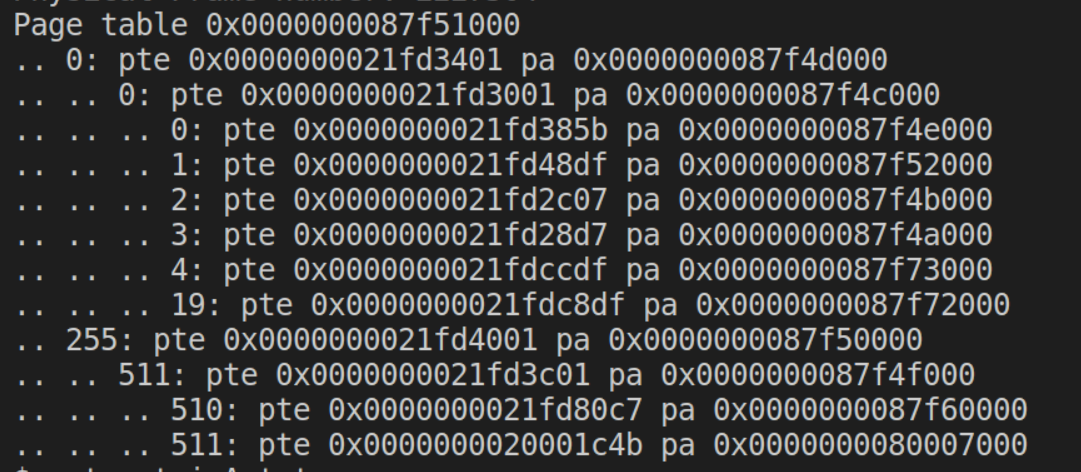 Page table 0x0000000087f51000
.. 0: pte 0x0000000021fd3401 pa 0x0000000087f4d000
.. .. 0: pte 0x0000000021fd3001 pa 0x0000000087f4c000
.. .. .. 0: pte 0x0000000021fd385b pa 0x0000000087f4e000
.. .. .. 1: pte 0x0000000021fd48df pa 0x0000000087f52000
.. .. .. 2: pte 0x0000000021fd2c07 pa 0x0000000087f4b000
.. .. .. 3: pte 0x0000000021fd28d7 pa 0x0000000087f4a000
.. .. .. 4: pte 0x0000000021fdccdf pa 0x0000000087f73000
.. .. .. 19: pte 0x0000000021fdc8df pa 0x0000000087f72000
.. 255: pte 0x0000000021fd4001 pa 0x0000000087f50000
.. .. 511: pte 0x0000000021fd3c01 pa 0x0000000087f4f000
.. .. .. 510: pte 0x0000000021fd80c7 pa 0x0000000087f60000
.. .. .. 511: pte 0x0000000020001c4b pa 0x0000000080007000